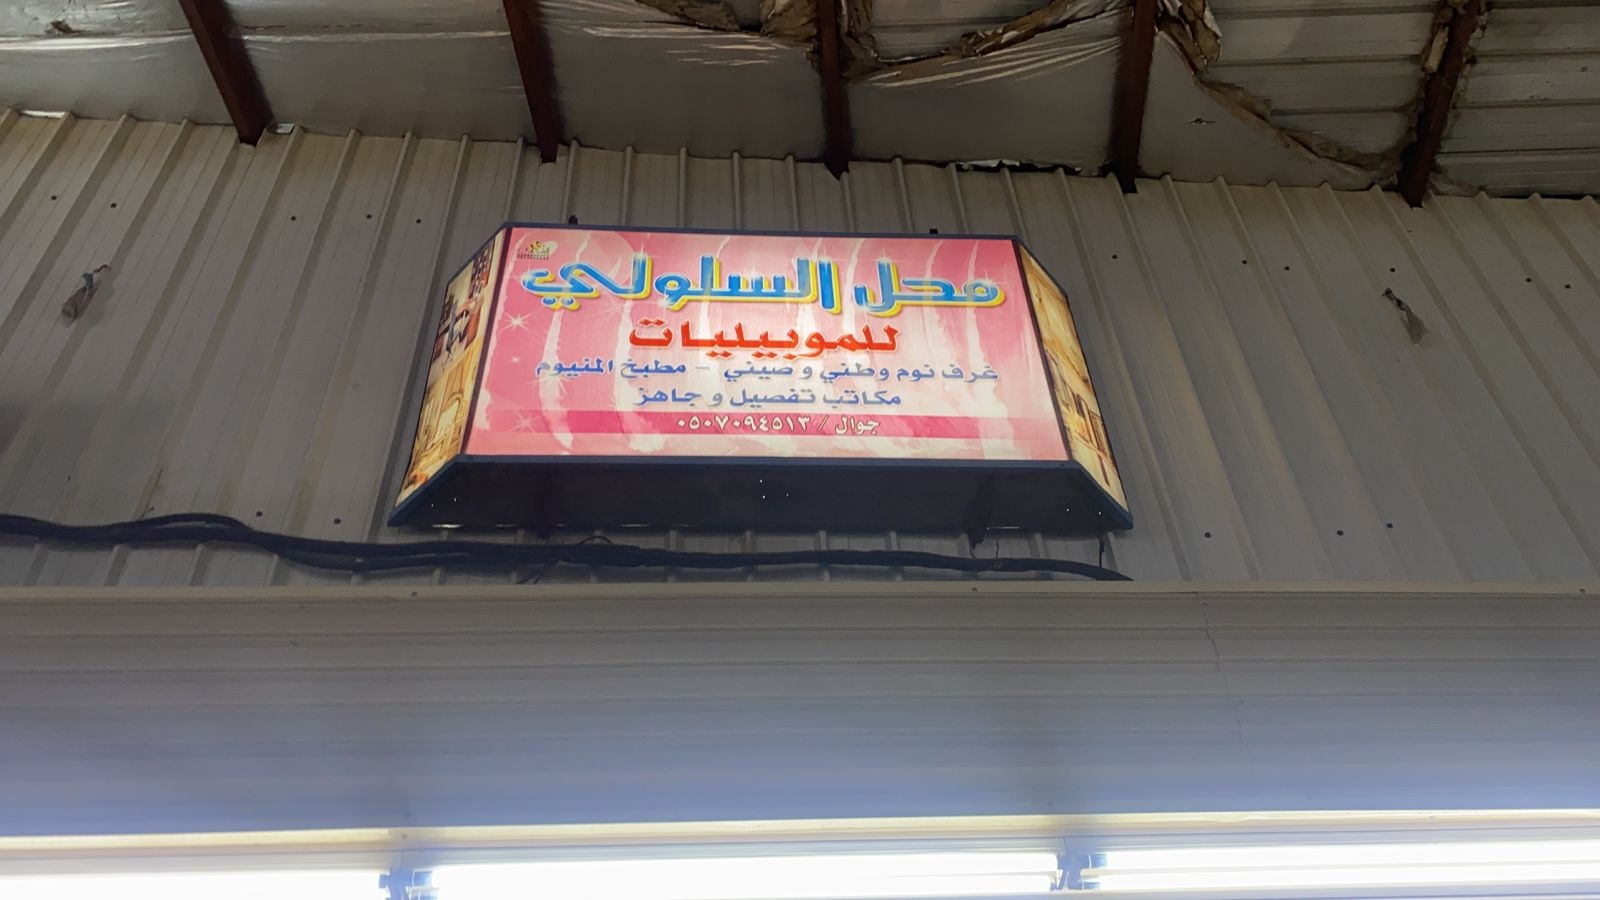 محل السلولي
للموبيليات
غرف نوم وطني و صيني - مطبخ المنيوم
مكاتب تفصيل و جاهز
جوال / ٠٥٠٧٠٩٤٥١٣